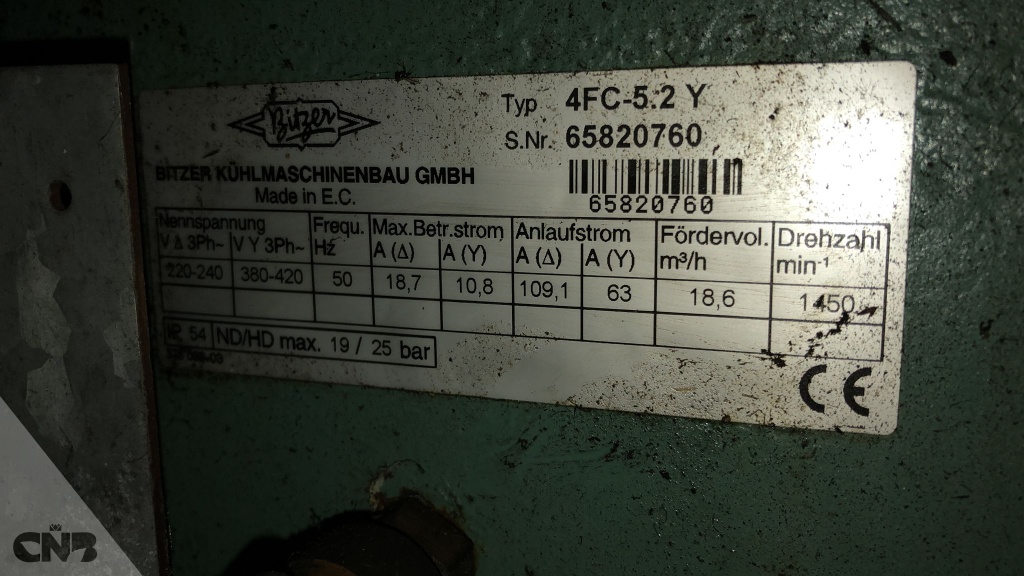 Bitzer
Typ 4FC-5.2 Y
S.Nr. 65820760
BITZER KÜHLMASCHINENBAU GMBH
Made in E.C.
65820760
Nennspannung Frequ. Max.Betr.strom Anlaufstrom Fördervol. Drehzahl
V Δ 3Ph~ V Y 3Ph~ Hz A (Δ) A (Y) A (Δ) A (Y) m³/h min⁻¹
220-240 380-420 50 18,7 10,8 109,1 63 18,6 1450
54 ND/HD max. 19 / 25 bar
CE
CNB